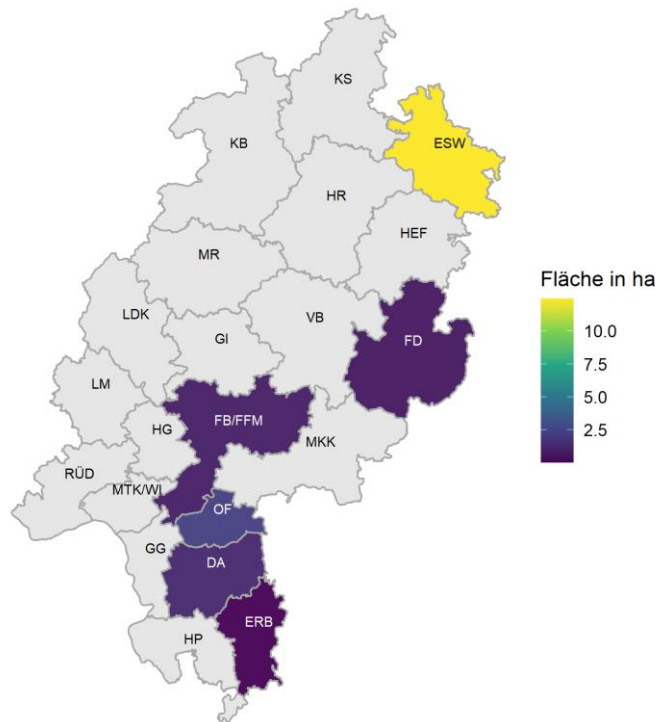 KS
ESW
KB
HR
HEF
MR
LDK
VB
GI
FD
LM
FB/FFM
HG
MKK
RÜD
MTK/WI
OF
GG
DA
ERB
HP
Fläche in ha
10.0
7.5
5.0
2.5